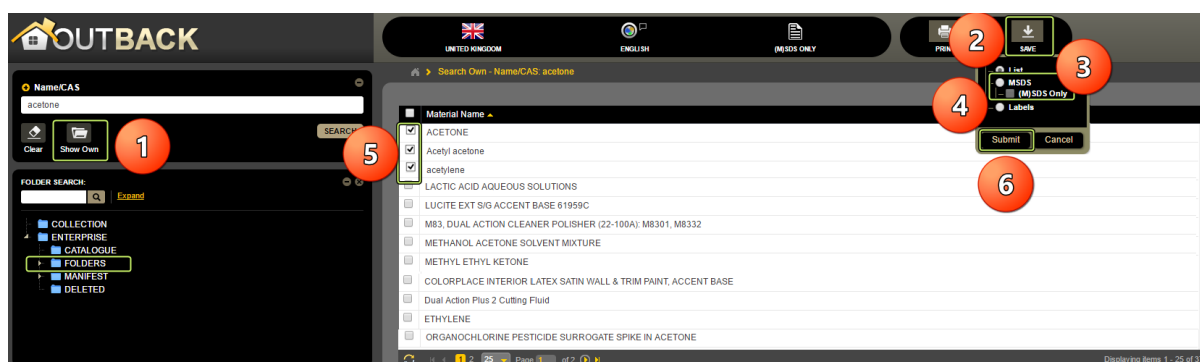 OUTBACK
UNITED KINGDOM
ENGLISH
(M)SDS ONLY
SAVE
2
3
Search Own - Name/CAS: acetone
List
MSDS
(M)SDS Only
Labels
4
Submit
Cancel
6
Name/CAS
acetone
Clear
Show Own
SEARCH
1
5
Material Name
ACETONE
Acetyl acetone
acetylene
LACTIC ACID AQUEOUS SOLUTIONS
LUCITE EXT S/G ACCENT BASE 61959C
M83, DUAL ACTION CLEANER POLISHER (22-100A): M8301, M8332
METHANOL ACETONE SOLVENT MIXTURE
METHYL ETHYL KETONE
COLORPLACE INTERIOR LATEX SATIN WALL & TRIM PAINT, ACCENT BASE
Dual Action Plus 2 Cutting Fluid
ETHYLENE
ORGANOCHLORINE PESTICIDE SURROGATE SPIKE IN ACETONE
FOLDER SEARCH:
Expand
COLLECTION
ENTERPRISE
CATALOGUE
FOLDERS
MANIFEST
DELETED
1 2 25 Page 1 of 2
Displaying items 1 - 25 of